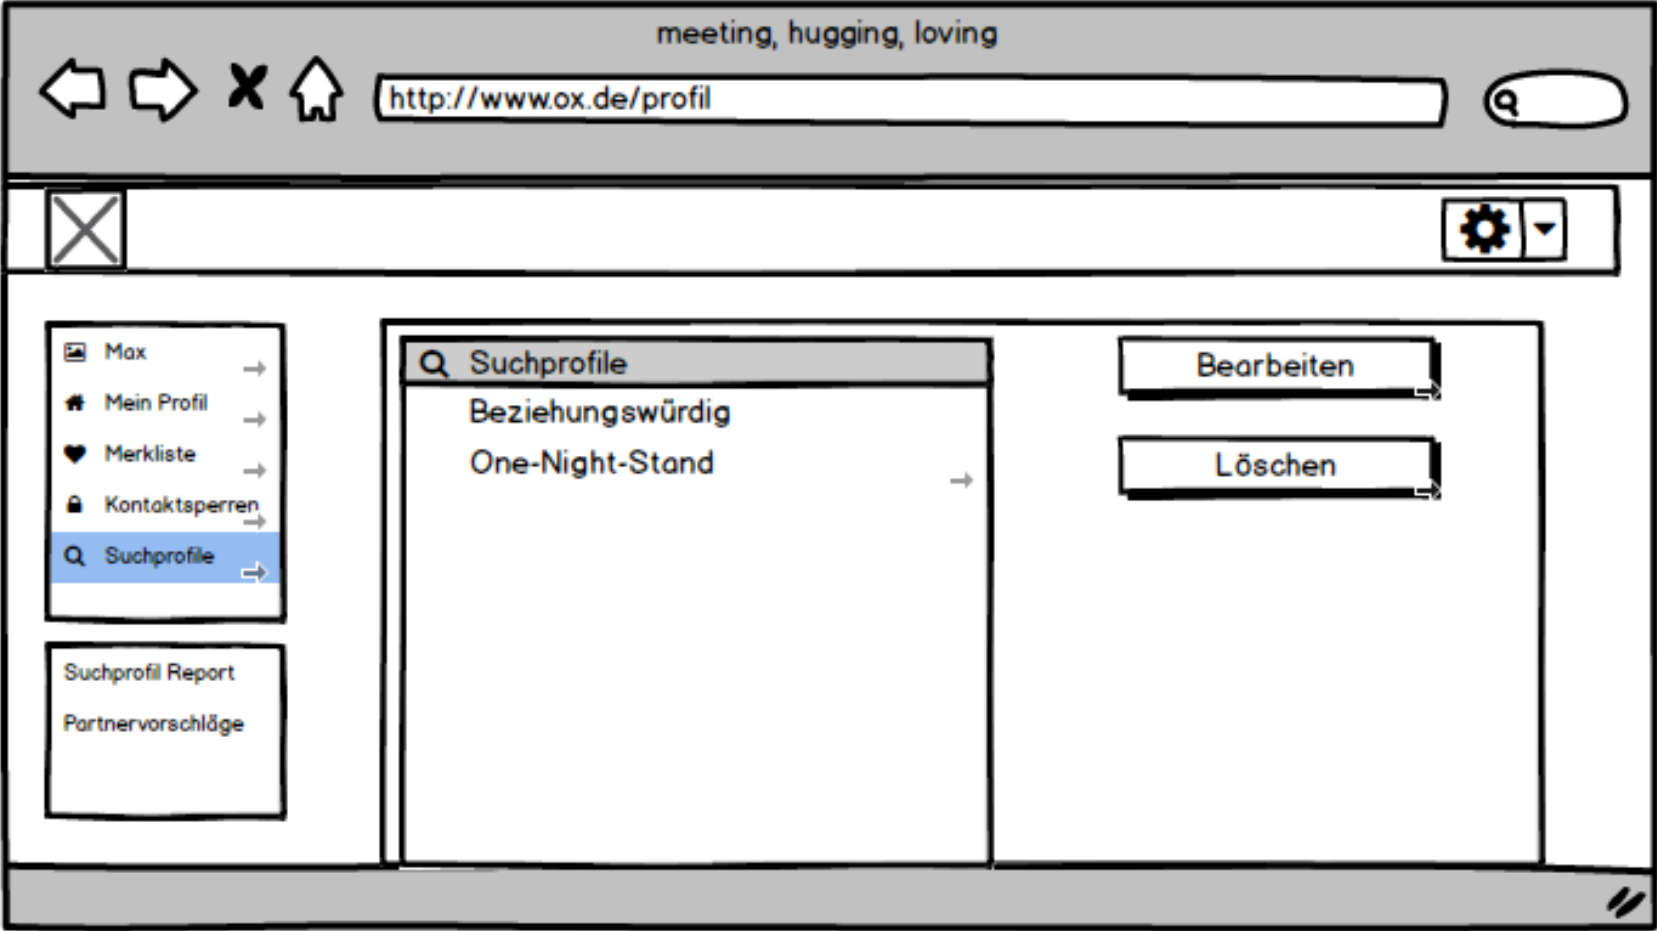 meeting, hugging, loving
http://www.ox.de/profil
Max
Mein Profil
Merkliste
Kontaktsperren
Suchprofile
Suchprofil Report
Partnervorschläge
Suchprofile
Beziehungswürdig
One-Night-Stand
Bearbeiten
Löschen